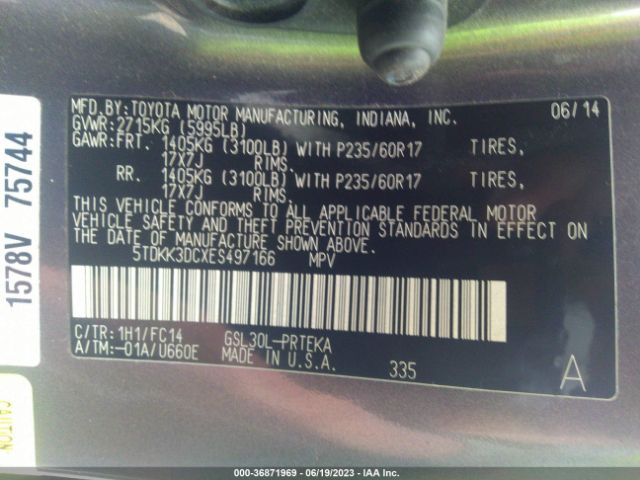 MFD.BY:TOYOTA MOTOR MANUFACTURING, INDIANA, INC. 06/14
GVWR:2715KG (5995LB)
GAWR:FRT. 1405KG (3100LB) WITH P235/60R17 TIRES,
17X7J RIMS.
RR. 1405KG (3100LB) WITH P235/60R17 TIRES,
17X7J RIMS.
THIS VEHICLE CONFORMS TO ALL APPLICABLE FEDERAL MOTOR
VEHICLE SAFETY AND THEFT PREVENTION STANDARDS IN EFFECT ON
THE DATE OF MANUFACTURE SHOWN ABOVE.
5TDKK3DCXES497166 MPV
C/TR:1H1/FC14 GSL30L-PRTEKA
A/TM:-01A/U660E MADE IN U.S.A. 335 A
1578V 75744
CAUTION
000-36871969 - 06/19/2023 - IAA Inc.